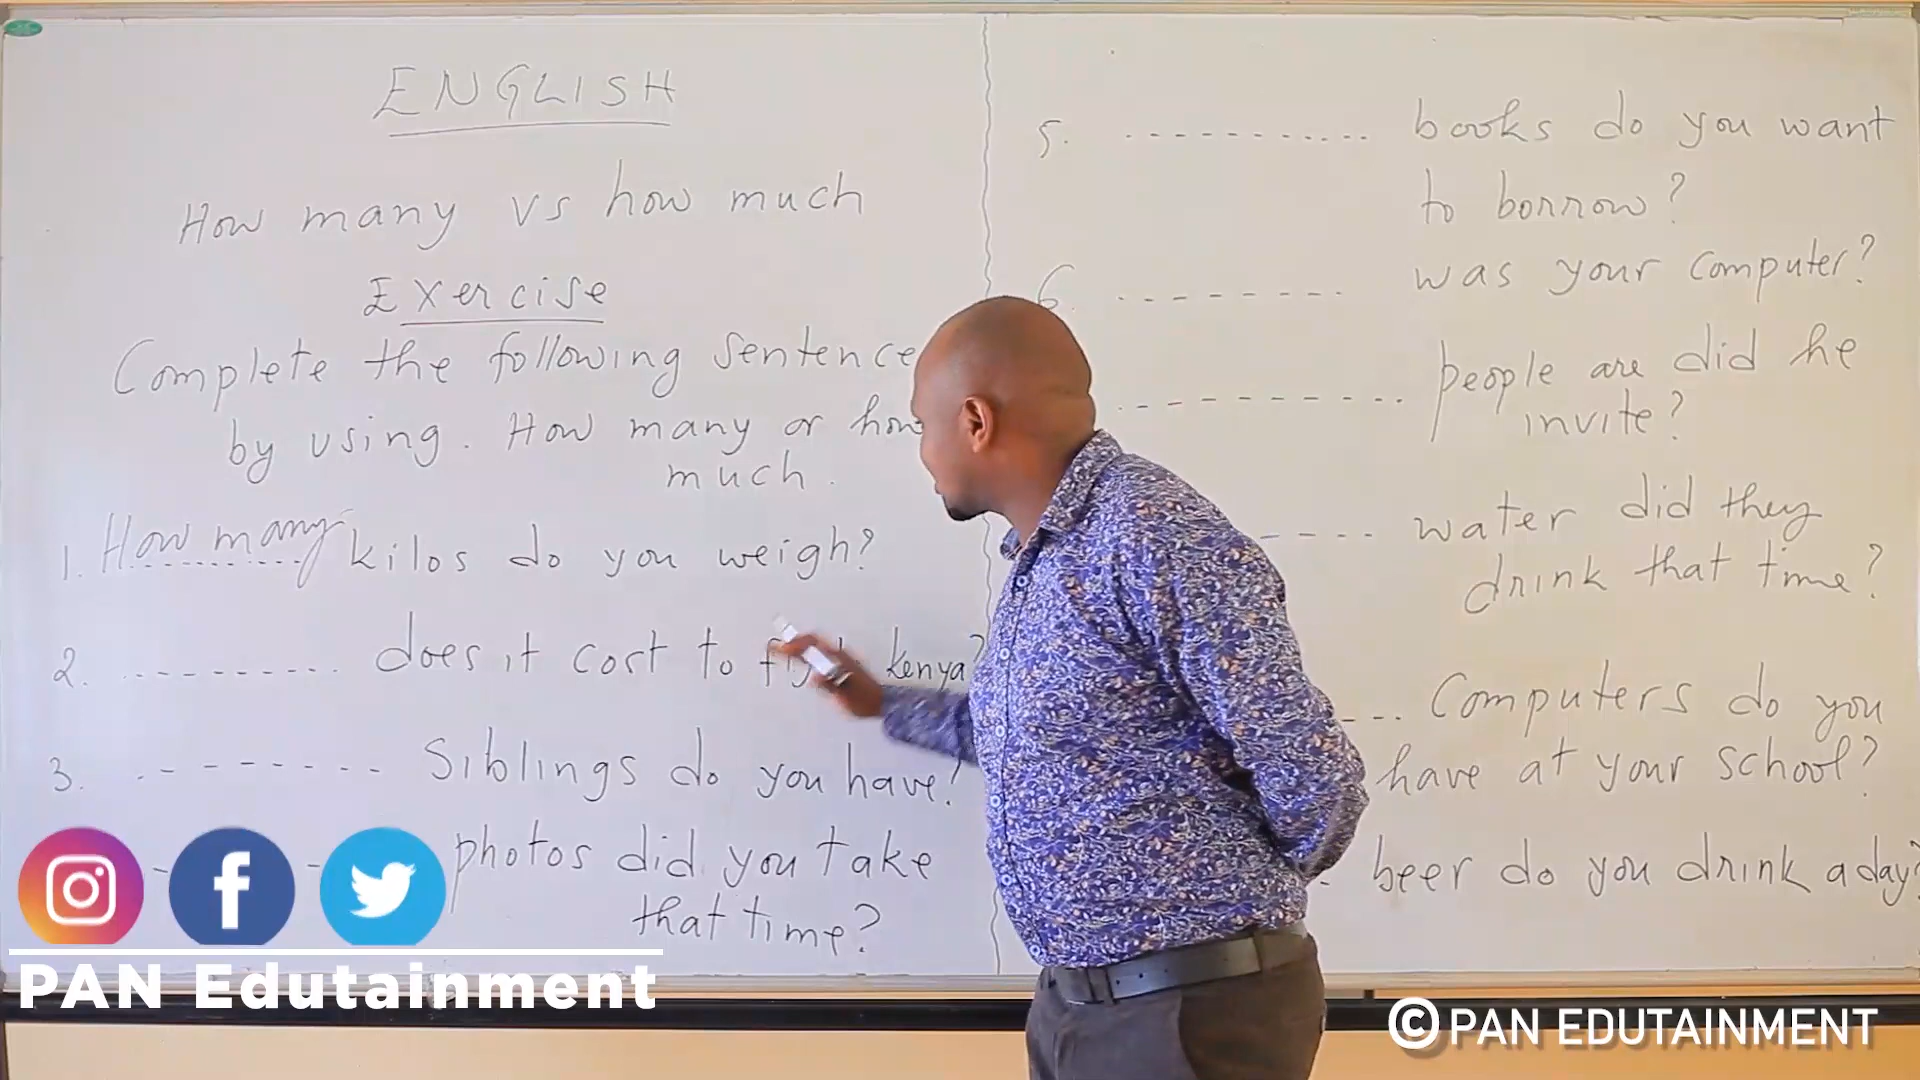 ENGLISH
How many vs how much
Exercise
Complete the following sentence
by using. How many or how
much.
1. How many kilos do you weigh?
2. .......... does it cost to Kenya?
3. --------- siblings do you have?
photos did you take
that time?
5. ............ books do you want
to borrow?
6. -------- was your computer?
---------- people are did he
invite?
---- water did they
drink that time?
--- Computers do you
have at your school?
beer do you drink a day?
PAN Edutainment
© PAN EDUTAINMENT